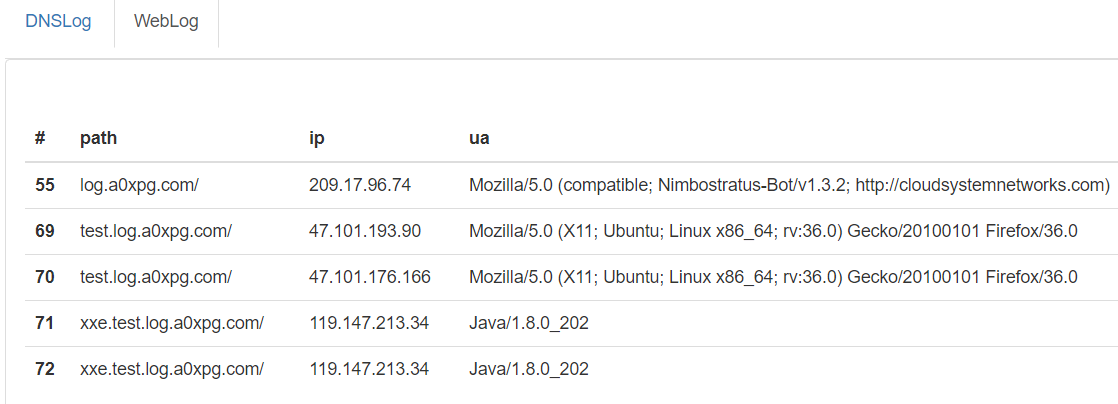 DNSLog WebLog
# path ip ua
55 log.a0xpg.com/ 209.17.96.74 Mozilla/5.0 (compatible; Nimbostratus-Bot/v1.3.2; http://cloudsystemnetworks.com)
69 test.log.a0xpg.com/ 47.101.193.90 Mozilla/5.0 (X11; Ubuntu; Linux x86_64; rv:36.0) Gecko/20100101 Firefox/36.0
70 test.log.a0xpg.com/ 47.101.176.166 Mozilla/5.0 (X11; Ubuntu; Linux x86_64; rv:36.0) Gecko/20100101 Firefox/36.0
71 xxe.test.log.a0xpg.com/ 119.147.213.34 Java/1.8.0_202
72 xxe.test.log.a0xpg.com/ 119.147.213.34 Java/1.8.0_202